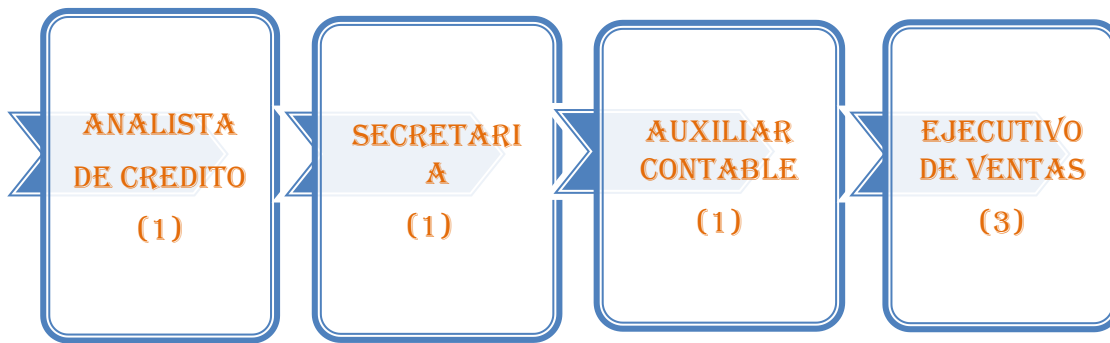 ANALISTA
DE CREDITO
(1)
SECRETARI
A
(1)
AUXILIAR
CONTABLE
(1)
EJECUTIVO
DE VENTAS
(3)